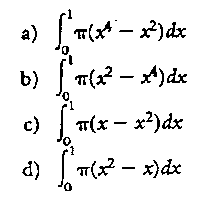 a) ∫₀¹ π(x⁴ − x²)dx
b) ∫₀¹ π(x² − x⁴)dx
c) ∫₀¹ π(x − x²)dx
d) ∫₀¹ π(x² − x)dx